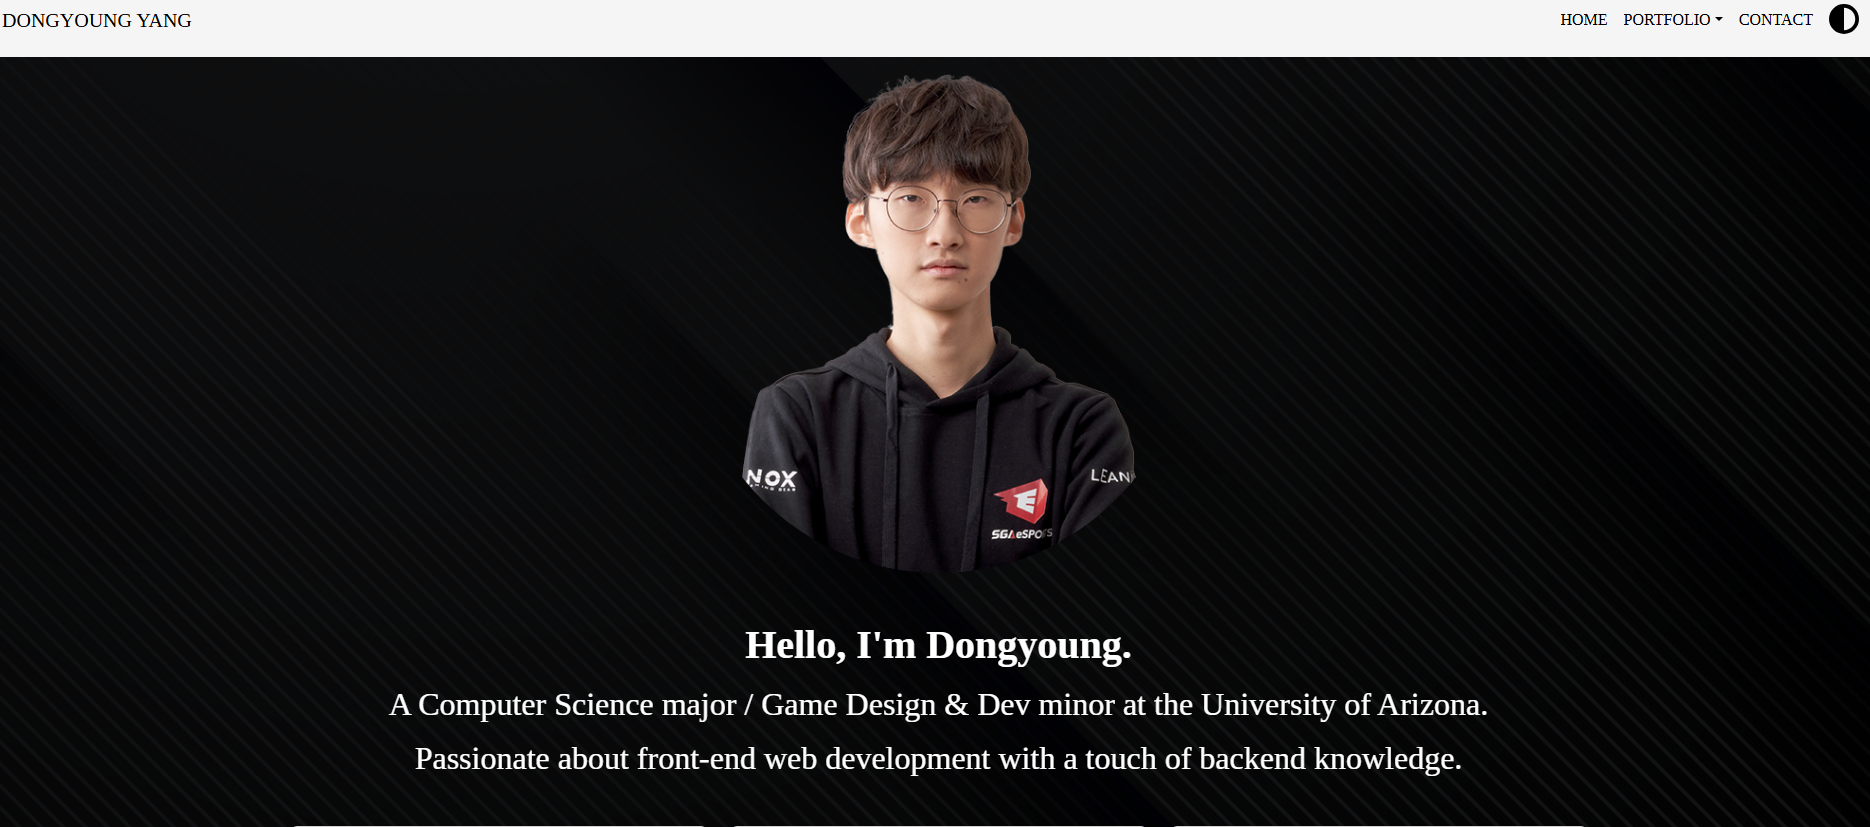 DONGYOUNG YANG
HOME PORTFOLIO CONTACT
NOX
LEAN
SGA eSPORTS
Hello, I'm Dongyoung.
A Computer Science major / Game Design & Dev minor at the University of Arizona.
Passionate about front-end web development with a touch of backend knowledge.